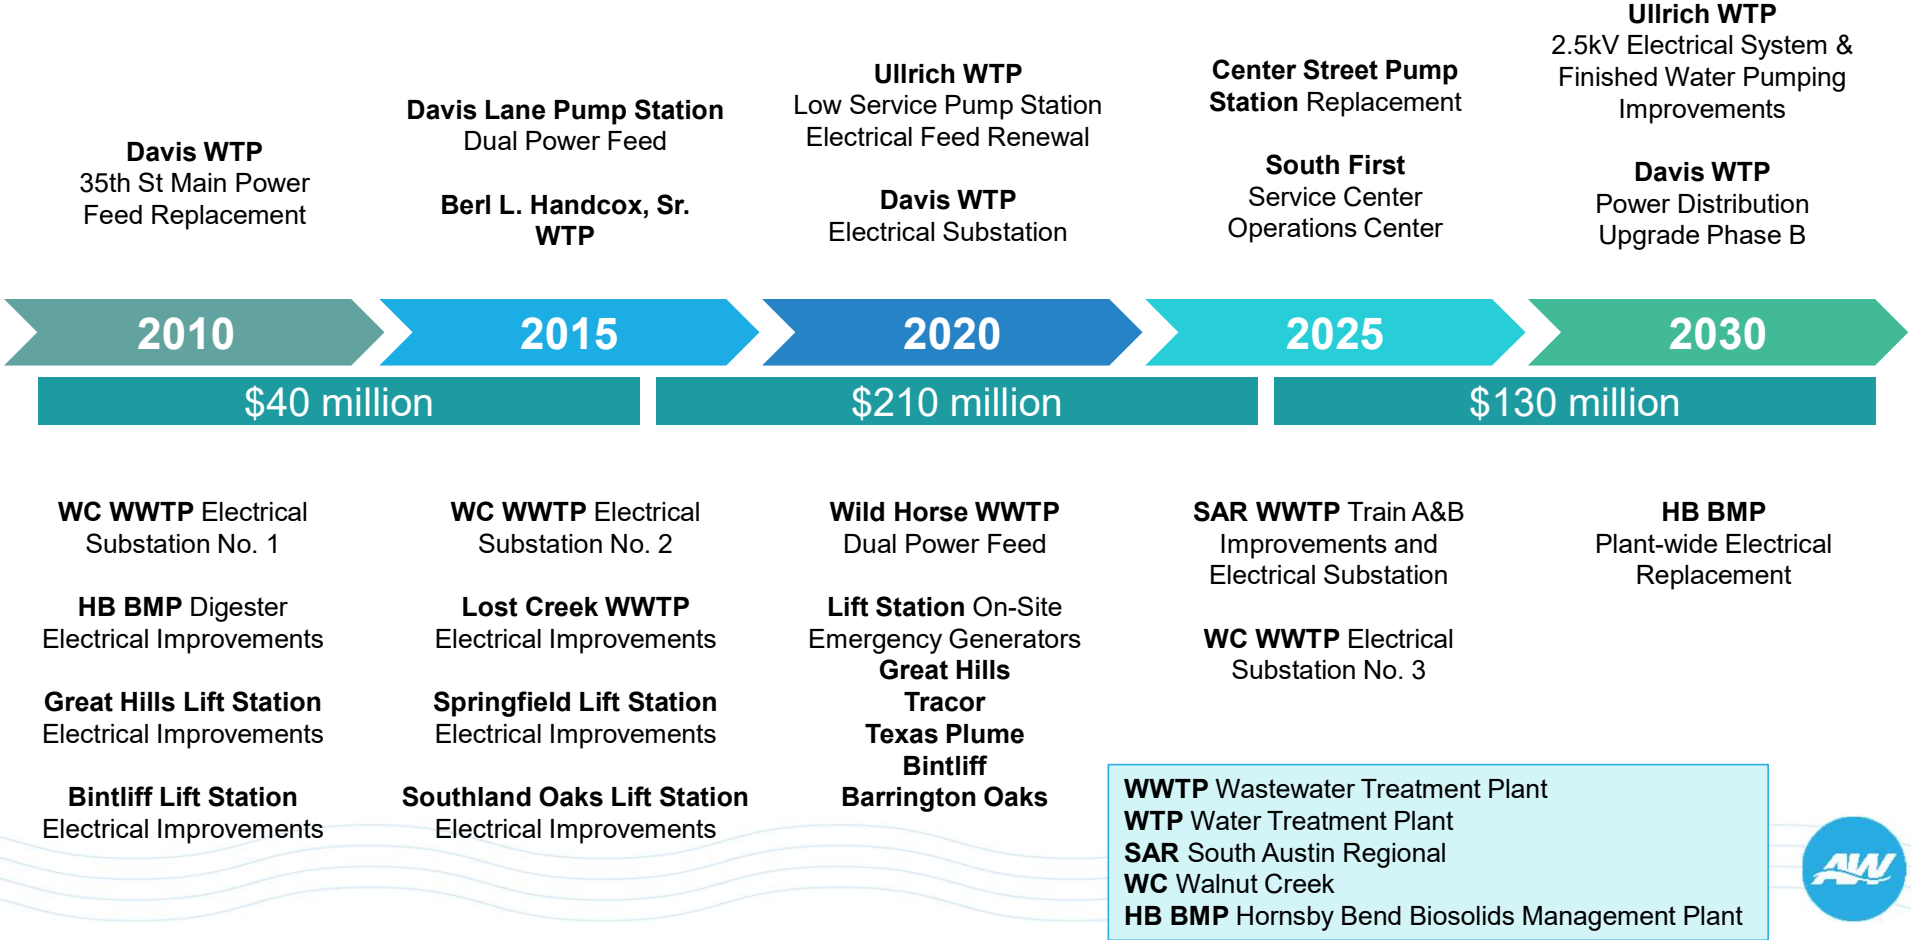 Davis WTP
35th St Main Power
Feed Replacement
Davis Lane Pump Station
Dual Power Feed
Berl L. Handcox, Sr.
WTP
Ullrich WTP
Low Service Pump Station
Electrical Feed Renewal
Davis WTP
Electrical Substation
Center Street Pump
Station Replacement
South First
Service Center
Operations Center
Ullrich WTP
2.5kV Electrical System &
Finished Water Pumping
Improvements
Davis WTP
Power Distribution
Upgrade Phase B
2010
2015
2020
2025
2030
$40 million
$210 million
$130 million
WC WWTP Electrical
Substation No. 1
HB BMP Digester
Electrical Improvements
Great Hills Lift Station
Electrical Improvements
Bintliff Lift Station
Electrical Improvements
WC WWTP Electrical
Substation No. 2
Lost Creek WWTP
Electrical Improvements
Springfield Lift Station
Electrical Improvements
Southland Oaks Lift Station
Electrical Improvements
Wild Horse WWTP
Dual Power Feed
Lift Station On-Site
Emergency Generators
Great Hills
Tracor
Texas Plume
Bintliff
Barrington Oaks
SAR WWTP Train A&B
Improvements and
Electrical Substation
WC WWTP Electrical
Substation No. 3
HB BMP
Plant-wide Electrical
Replacement
WWTP Wastewater Treatment Plant
WTP Water Treatment Plant
SAR South Austin Regional
WC Walnut Creek
HB BMP Hornsby Bend Biosolids Management Plant
AW